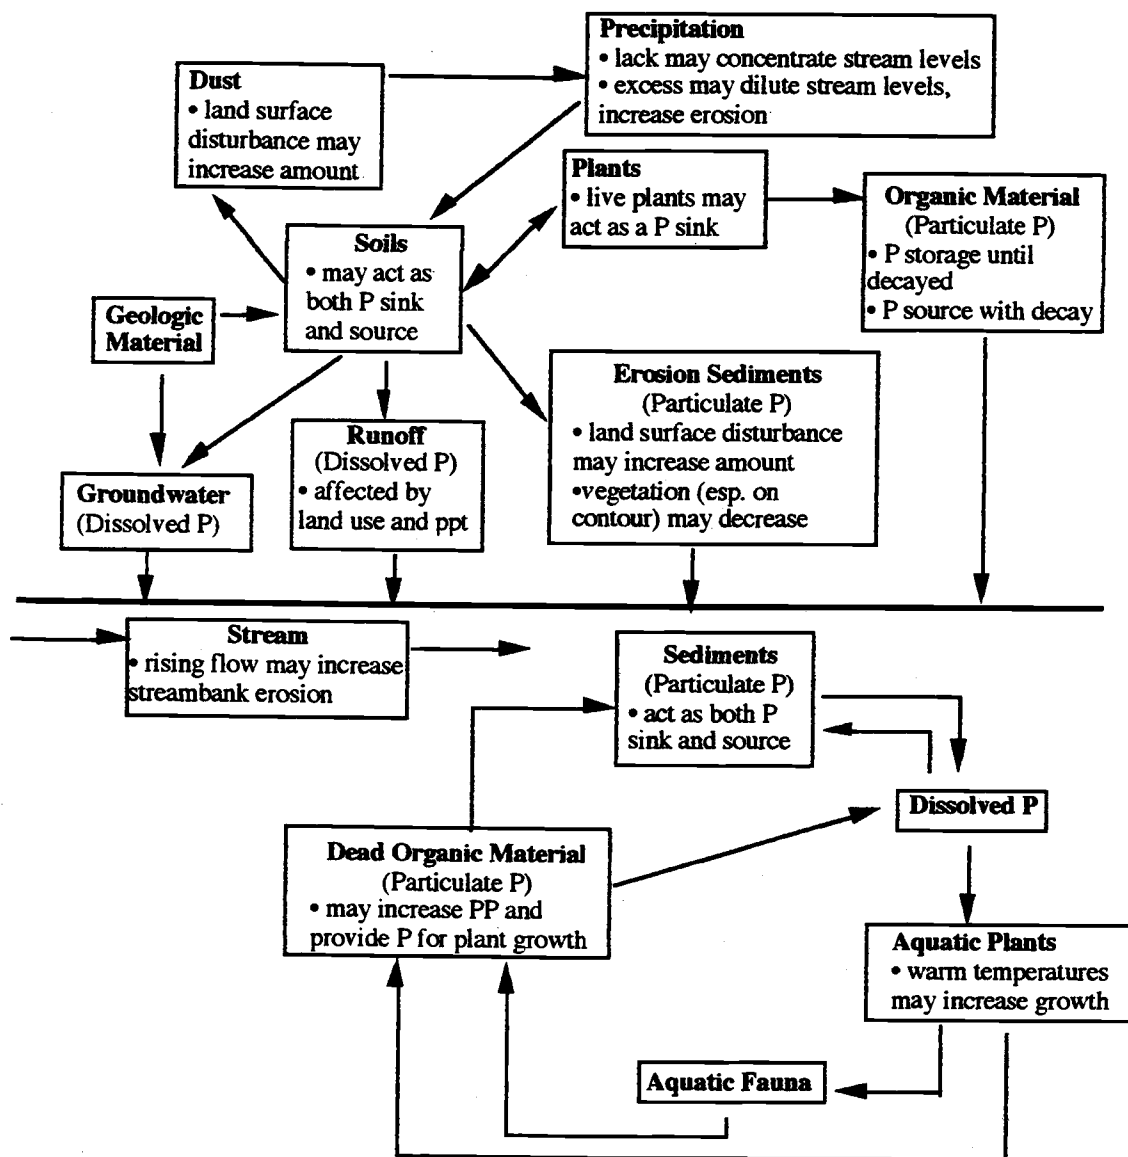 Precipitation
• lack may concentrate stream levels
• excess may dilute stream levels,
increase erosion
Dust
• land surface
disturbance may
increase amount
Plants
• live plants may
act as a P sink
Organic Material
(Particulate P)
• P storage until
decayed
• P source with decay
Soils
• may act as
both P sink
and source
Geologic
Material
Erosion Sediments
(Particulate P)
• land surface disturbance
may increase amount
•vegetation (esp. on
contour) may decrease
Runoff
(Dissolved P)
• affected by
land use and ppt
Groundwater
(Dissolved P)
Stream
• rising flow may increase
streambank erosion
Sediments
(Particulate P)
• act as both P
sink and source
Dissolved P
Dead Organic Material
(Particulate P)
• may increase PP and
provide P for plant growth
Aquatic Plants
• warm temperatures
may increase growth
Aquatic Fauna